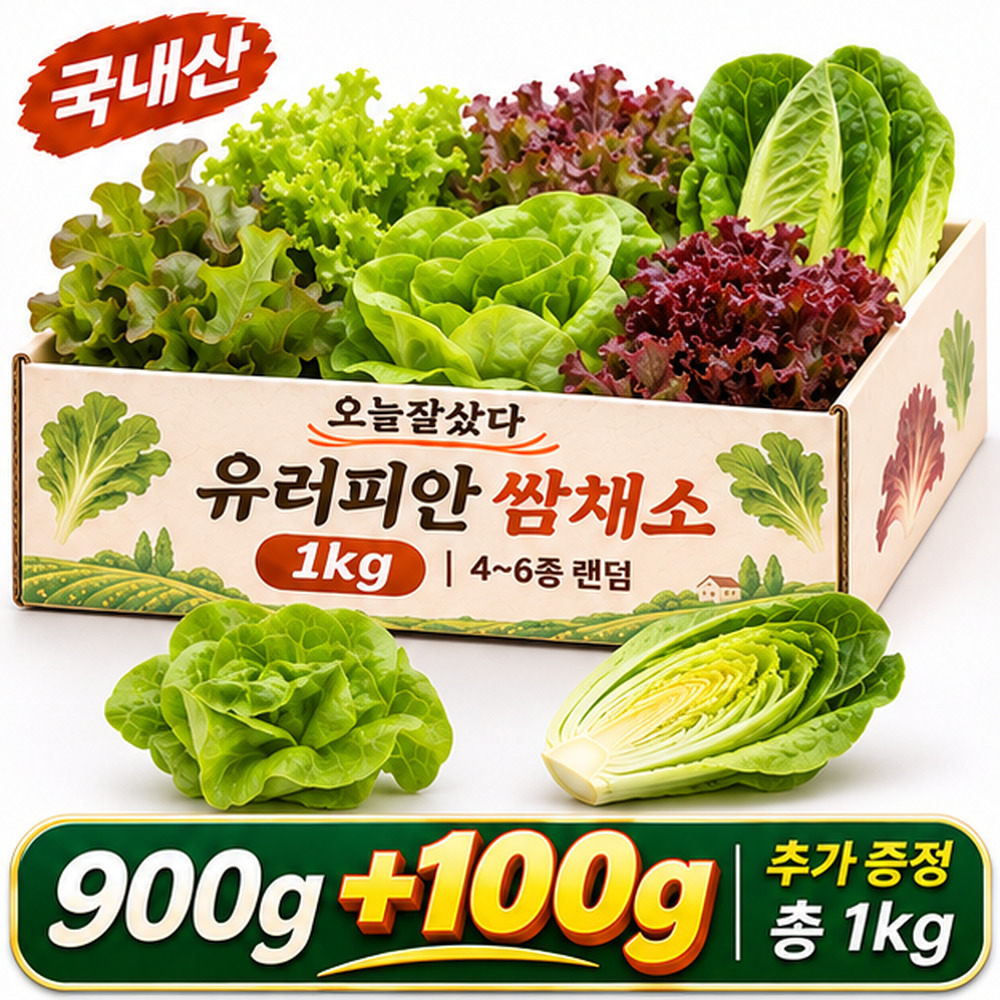 국내산
오늘잘샀다
유러피안 쌈채소
1kg | 4~6종 랜덤
900g +100g
추가 증정
총 1kg